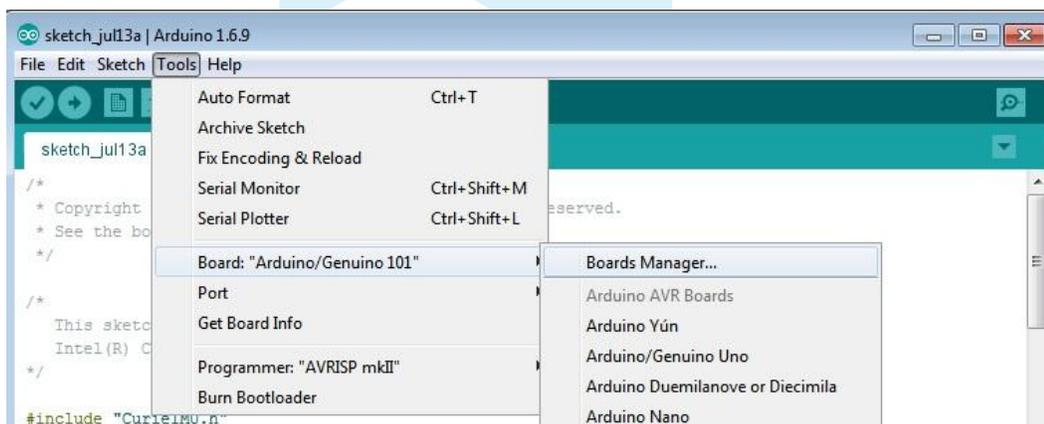 sketch_jul13a | Arduino 1.6.9
File Edit Sketch Tools Help
Auto Format Ctrl+T
Archive Sketch
sketch_jul13a
Fix Encoding & Reload
/*
Serial Monitor Ctrl+Shift+M
* Copyright eserved.
Serial Plotter Ctrl+Shift+L
* See the bo
*/
Board: "Arduino/Genuino 101" Boards Manager...
/*
Port Arduino AVR Boards
This sketc
Get Board Info Arduino Yún
Intel(R) C
Arduino/Genuino Uno
*/
Programmer: "AVRISP mkII"
Arduino Duemilanove or Diecimila
Burn Bootloader
#include "CurieIMU.h"
Arduino Nano